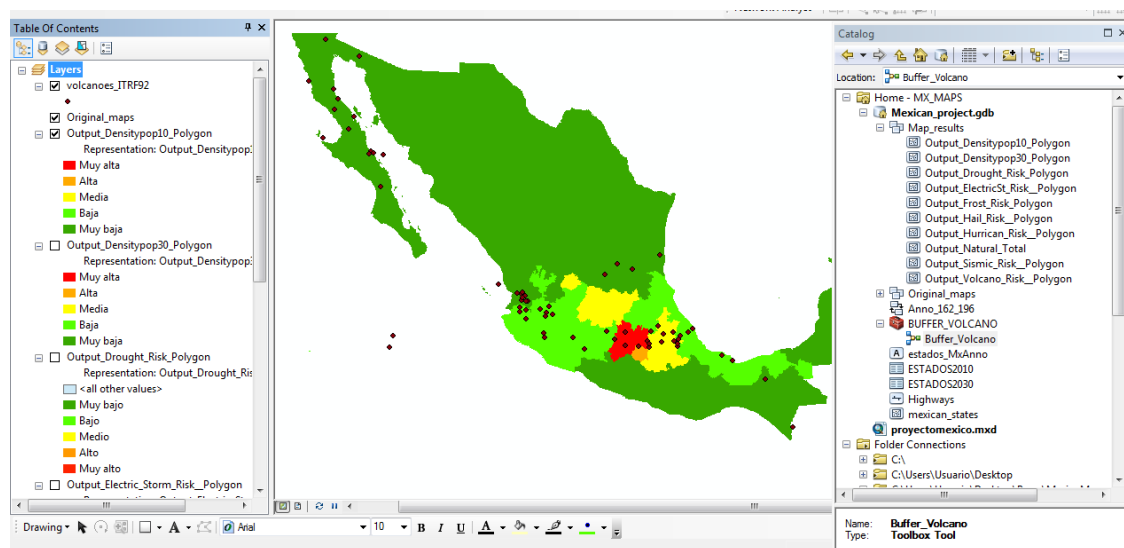 Table Of Contents
Layers
volcanoes_ITRF92
Original_maps
Output_Densitypop10_Polygon
Representation: Output_Densitypop:
Muy alta
Alta
Media
Baja
Muy baja
Output_Densitypop30_Polygon
Representation: Output_Densitypop:
Muy alta
Alta
Media
Baja
Muy baja
Output_Drought_Risk_Polygon
Representation: Output_Drought_Ris
<all other values>
Muy bajo
Bajo
Medio
Alto
Muy alto
Output_Electric_Storm_Risk__Polygon
Drawing
A
Arial
10
B I U A
Catalog
Location: Buffer_Volcano
Home - MX_MAPS
Mexican_project.gdb
Map_results
Output_Densitypop10_Polygon
Output_Densitypop30_Polygon
Output_Drought_Risk_Polygon
Output_ElectricSt_Risk__Polygon
Output_Frost_Risk_Polygon
Output_Hail_Risk__Polygon
Output_Hurrican_Risk__Polygon
Output_Natural_Total
Output_Sismic_Risk__Polygon
Output_Volcano_Risk__Polygon
Original_maps
Anno_162_196
BUFFER_VOLCANO
Buffer_Volcano
estados_MxAnno
ESTADOS2010
ESTADOS2030
Highways
mexican_states
proyectomexico.mxd
Folder Connections
C:\
C:\Users\Usuario\Desktop
Name: Buffer_Volcano
Type: Toolbox Tool